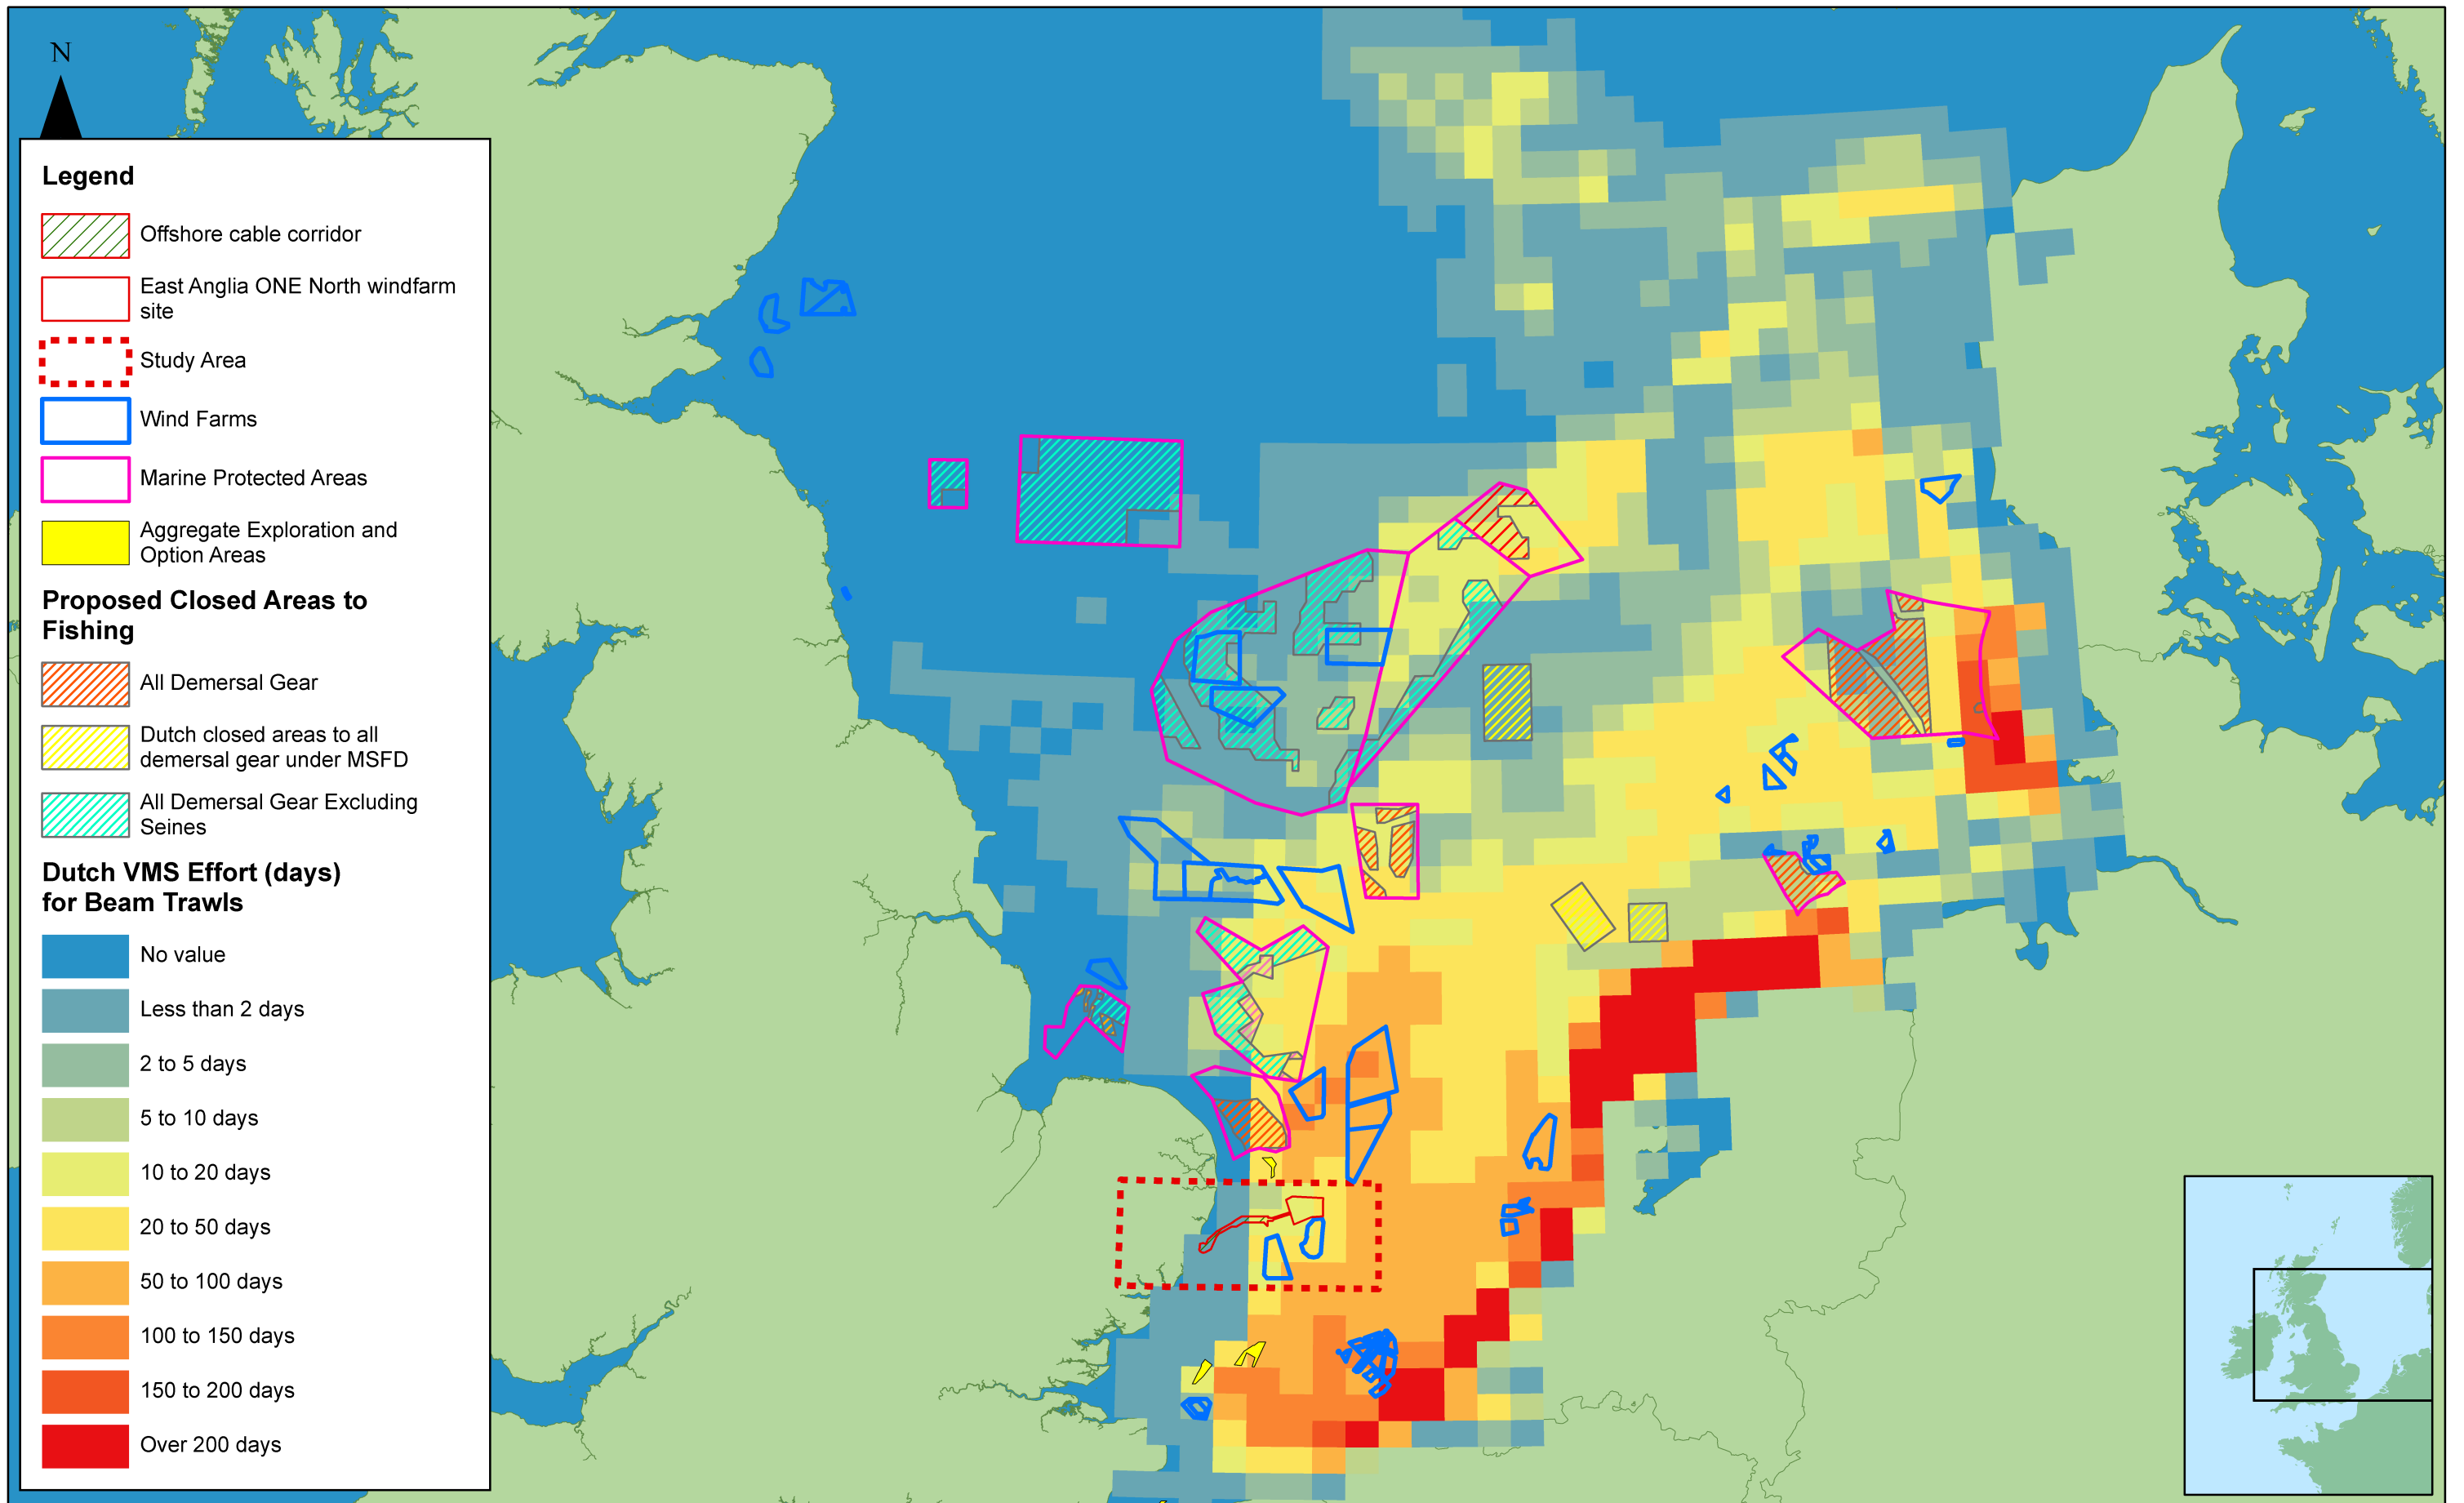 N
Legend
Offshore cable corridor
East Anglia ONE North windfarm
site
Study Area
Wind Farms
Marine Protected Areas
Aggregate Exploration and
Option Areas
Proposed Closed Areas to
Fishing
All Demersal Gear
Dutch closed areas to all
demersal gear under MSFD
All Demersal Gear Excluding
Seines
Dutch VMS Effort (days)
for Beam Trawls
No value
Less than 2 days
2 to 5 days
5 to 10 days
10 to 20 days
20 to 50 days
50 to 100 days
100 to 150 days
150 to 200 days
Over 200 days